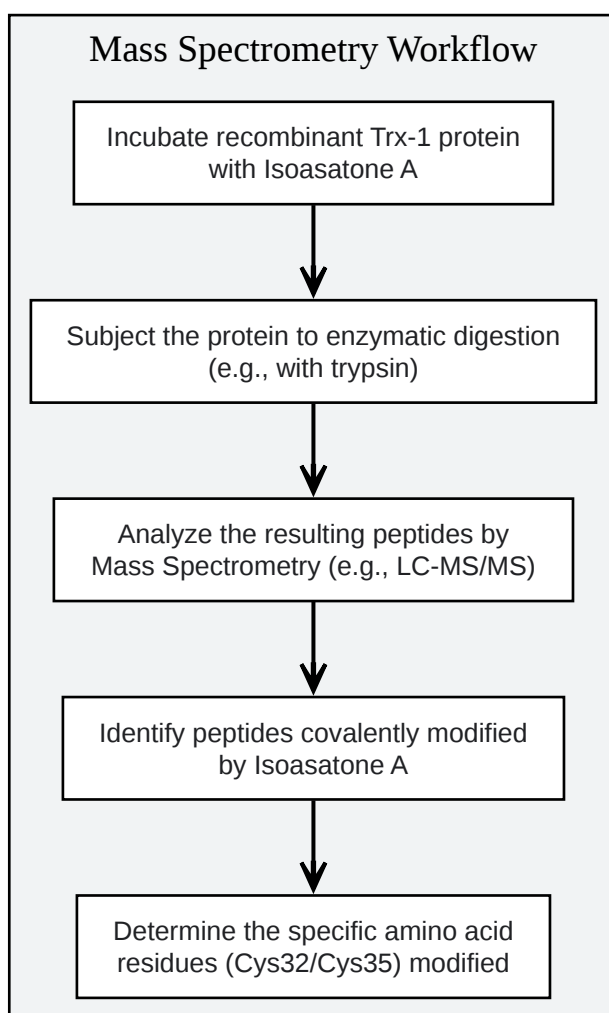 Mass Spectrometry Workflow
Incubate recombinant Trx-1 protein
with Isoasatone A
Subject the protein to enzymatic digestion
(e.g., with trypsin)
Analyze the resulting peptides by
Mass Spectrometry (e.g., LC-MS/MS)
Identify peptides covalently modified
by Isoasatone A
Determine the specific amino acid
residues (Cys32/Cys35) modified